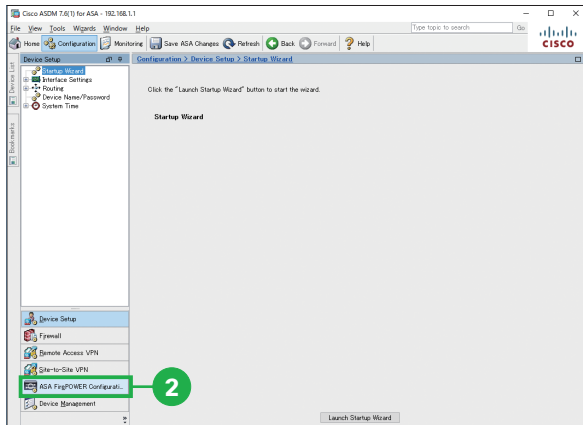 Cisco ASDM 7.6(1) for ASA - 192.168.1.1
File View Tools Wizards Window Help
Type topic to search Go
Home Configuration Monitoring Save ASA Changes Refresh Back Forward Help
CISCO
Device List
Bookmarks
Device Setup
Startup Wizard
Interface Settings
Routing
Device Name/Password
System Time
Configuration > Device Setup > Startup Wizard
Click the "Launch Startup Wizard" button to start the wizard.
Startup Wizard
Device Setup
Firewall
Remote Access VPN
Site-to-Site VPN
ASA FirePOWER Configurati...
2
Device Management
Launch Startup Wizard